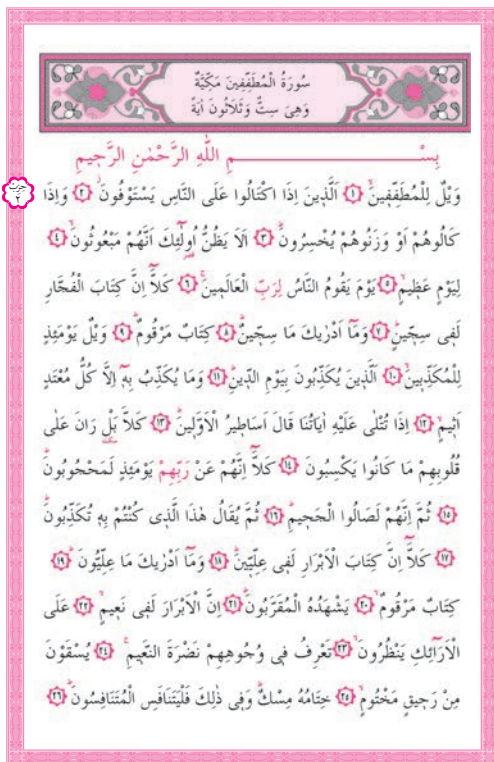 سُورَةُ الْمُطَفِّفِينَ مَكِّيَّةٌ
وَهِيَ سِتٌّ وَثَلَاثُونَ اٰيَةً
بِسْــــمِ اللّٰهِ الرَّحْمٰنِ الرَّحِيمِ
حزب ٢
وَيْلٌ لِلْمُطَفِّفِينَۙ ﴿١﴾ اَلَّذِينَ اِذَا اكْتَالُوا عَلَى النَّاسِ يَسْتَوْفُونَۘ ﴿٢﴾ وَاِذَا
كَالُوهُمْ اَوْ وَزَنُوهُمْ يُخْسِرُونَۜ ﴿٣﴾ اَلَا يَظُنُّ اُو۬لٰٓئِكَ اَنَّهُمْ مَبْعُوثُونَۙ ﴿٤﴾
لِيَوْمٍ عَظِيمٍۙ ﴿٥﴾ يَوْمَ يَقُومُ النَّاسُ لِرَبِّ الْعَالَمِينَۜ ﴿٦﴾ كَلَّٓا اِنَّ كِتَابَ الْفُجَّارِ
لَفِي سِجِّينٍۜ ﴿٧﴾ وَمَٓا اَدْرٰيكَ مَا سِجِّينٌۜ ﴿٨﴾ كِتَابٌ مَرْقُومٌۜ ﴿٩﴾ وَيْلٌ يَوْمَئِذٍ
لِلْمُكَذِّبِينَۙ ﴿١٠﴾ اَلَّذِينَ يُكَذِّبُونَ بِيَوْمِ الدِّينِۜ ﴿١١﴾ وَمَا يُكَذِّبُ بِهٖٓ اِلَّا كُلُّ مُعْتَدٍ
اَثِيمٍۙ ﴿١٢﴾ اِذَا تُتْلٰى عَلَيْهِ اٰيَاتُنَا قَالَ اَسَاطِيرُ الْاَوَّلِينَۜ ﴿١٣﴾ كَلَّا بَلْ رَانَ عَلٰى
قُلُوبِهِمْ مَا كَانُوا يَكْسِبُونَ ﴿١٤﴾ كَلَّٓا اِنَّهُمْ عَنْ رَبِّهِمْ يَوْمَئِذٍ لَمَحْجُوبُونَۜ
﴿١٥﴾ ثُمَّ اِنَّهُمْ لَصَالُوا الْجَحِيمِۜ ﴿١٦﴾ ثُمَّ يُقَالُ هٰذَا الَّذِي كُنْتُمْ بِهٖ تُكَذِّبُونَۜ
﴿١٧﴾ كَلَّٓا اِنَّ كِتَابَ الْاَبْرَارِ لَفِي عِلِّيِّينَۜ ﴿١٨﴾ وَمَٓا اَدْرٰيكَ مَا عِلِّيُّونَۜ ﴿١٩﴾
كِتَابٌ مَرْقُومٌۙ ﴿٢٠﴾ يَشْهَدُهُ الْمُقَرَّبُونَۜ ﴿٢١﴾ اِنَّ الْاَبْرَارَ لَفِي نَعِيمٍۙ ﴿٢٢﴾ عَلَى
الْاَرَٓائِكِ يَنْظُرُونَۙ ﴿٢٣﴾ تَعْرِفُ فِي وُجُوهِهِمْ نَضْرَةَ النَّعِيمِۚ ﴿٢٤﴾ يُسْقَوْنَ
مِنْ رَحِيقٍ مَخْتُومٍۙ ﴿٢٥﴾ خِتَامُهُ مِسْكٌۜ وَفِي ذٰلِكَ فَلْيَتَنَافَسِ الْمُتَنَافِسُونَۜ ﴿٢٦﴾